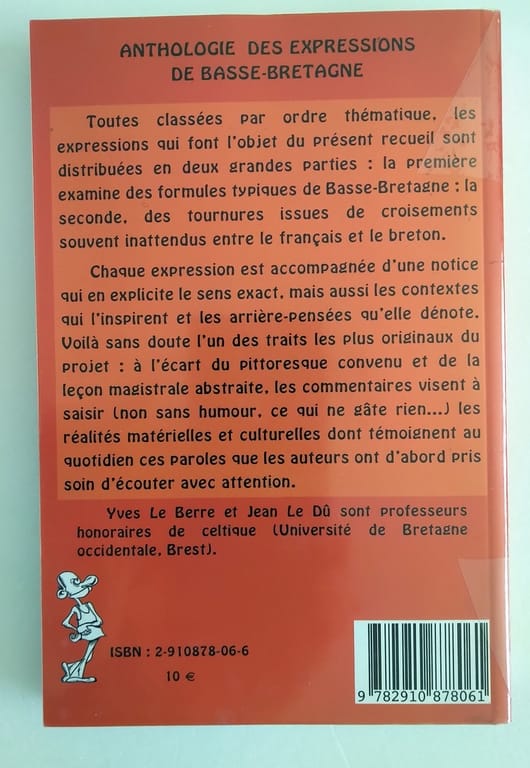 ANTHOLOGIE DES EXPRESSIONS
DE BASSE-BRETAGNE
Toutes classées par ordre thématique, les
expressions qui font l'objet du présent recueil sont
distribuées en deux grandes parties : la première
examine des formules typiques de Basse-Bretagne : la
seconde, des tournures issues de croisements
souvent inattendus entre le français et le breton.
Chaque expression est accompagnée d'une notice
qui en explicite le sens exact, mais aussi les contextes
qui l'inspirent et les arrière-pensées qu'elle dénote.
Voilà sans doute l'un des traits les plus originaux du
projet : à l'écart du pittoresque convenu et de la
leçon magistrale abstraite, les commentaires visent à
saisir (non sans humour, ce qui ne gâte rien...) les
réalités matérielles et culturelles dont témoignent au
quotidien ces paroles que les auteurs ont d'abord pris
soin d'écouter avec attention.
Yves Le Berre et Jean Le Dû sont professeurs
honoraires de celtique (Université de Bretagne
occidentale, Brest).
ISBN : 2-910878-06-6
10 €
9 782910 878061